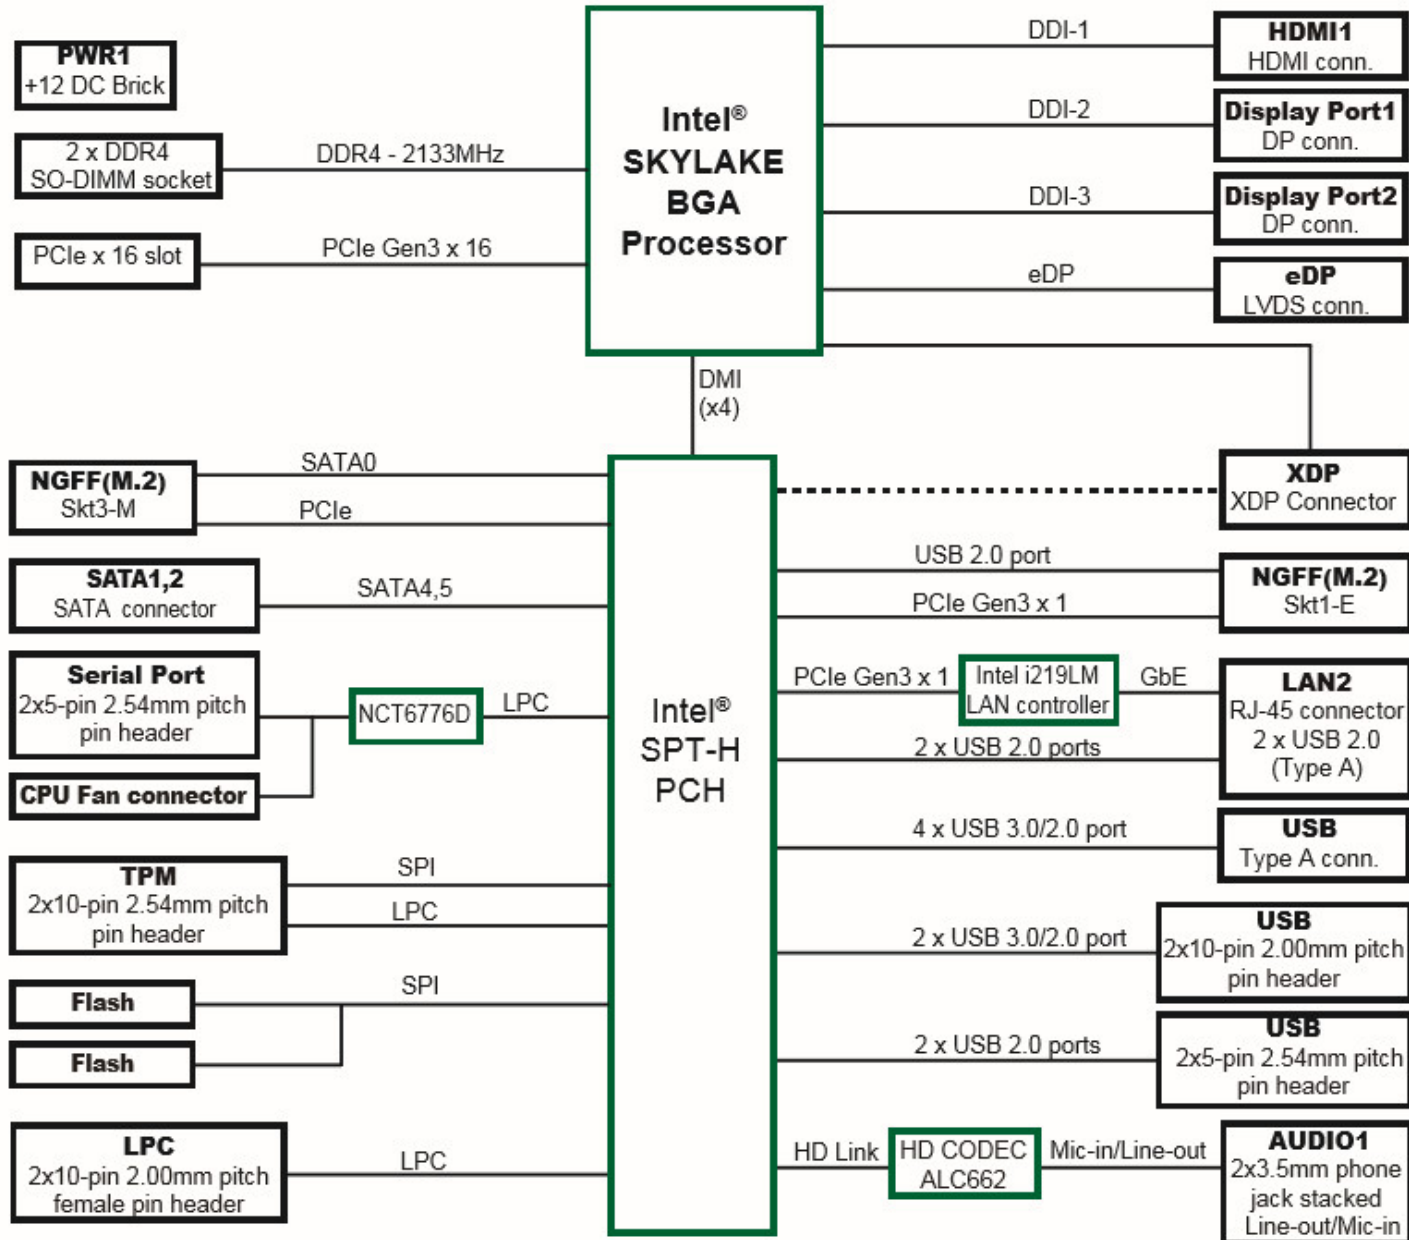 PWR1
+12 DC Brick
2 x DDR4
SO-DIMM socket
DDR4 - 2133MHz
PCIe x 16 slot
PCIe Gen3 x 16
Intel®
SKYLAKE
BGA
Processor
DDI-1
HDMI1
HDMI conn.
DDI-2
Display Port1
DP conn.
DDI-3
Display Port2
DP conn.
eDP
eDP
LVDS conn.
DMI
(x4)
NGFF(M.2)
Skt3-M
SATA0
PCIe
SATA1,2
SATA connector
SATA4,5
Serial Port
2x5-pin 2.54mm pitch
pin header
NCT6776D
LPC
CPU Fan connector
TPM
2x10-pin 2.54mm pitch
pin header
SPI
LPC
Flash
SPI
Flash
LPC
2x10-pin 2.00mm pitch
female pin header
LPC
Intel®
SPT-H
PCH
XDP
XDP Connector
USB 2.0 port
PCIe Gen3 x 1
NGFF(M.2)
Skt1-E
PCIe Gen3 x 1
Intel i219LM
LAN controller
GbE
2 x USB 2.0 ports
LAN2
RJ-45 connector
2 x USB 2.0
(Type A)
4 x USB 3.0/2.0 port
USB
Type A conn.
2 x USB 3.0/2.0 port
USB
2x10-pin 2.00mm pitch
pin header
2 x USB 2.0 ports
USB
2x5-pin 2.54mm pitch
pin header
HD Link
HD CODEC
ALC662
Mic-in/Line-out
AUDIO1
2x3.5mm phone
jack stacked
Line-out/Mic-in